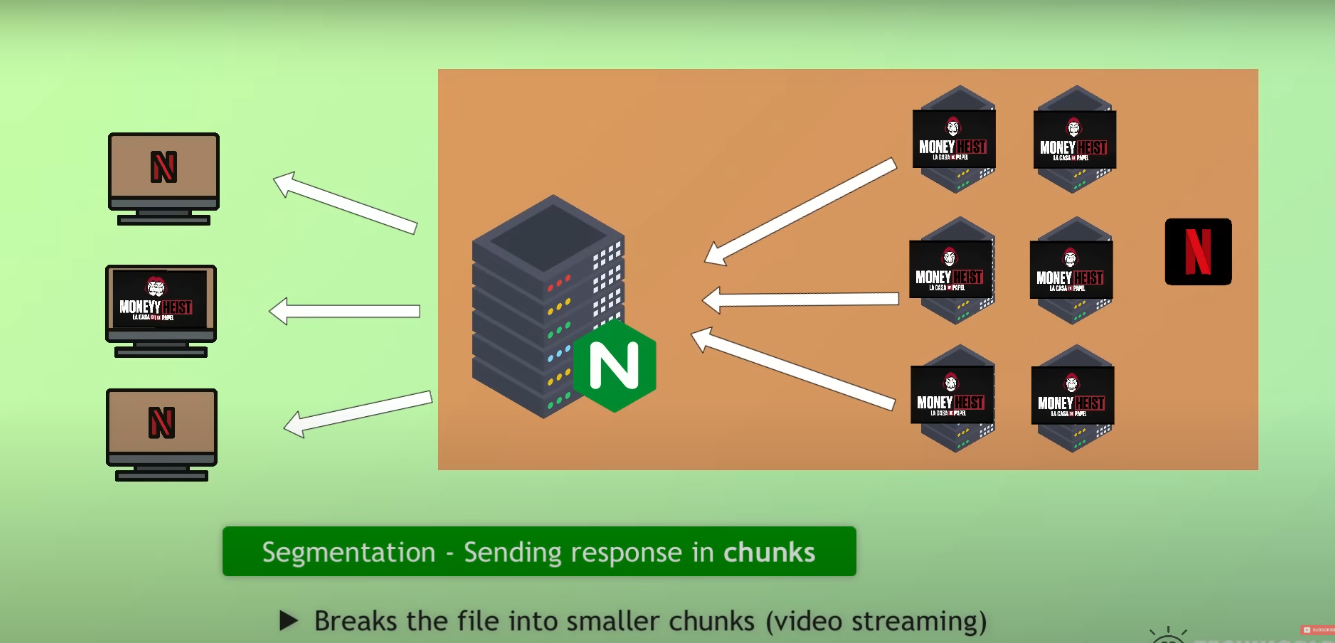 N
MONEY HEIST
LA CASA DE PAPEL
MONEY HEIST
LA CASA DE PAPEL
N
MONEYY HEIST
LA CASA DE PAPEL
N
MONEY HEIST
LA CASA DE PAPEL
MONEY HEIST
LA CASA DE PAPEL
N
N
MONEY HEIST
LA CASA DE PAPEL
MONEY HEIST
LA CASA DE PAPEL
N
Segmentation - Sending response in chunks
▶ Breaks the file into smaller chunks (video streaming)